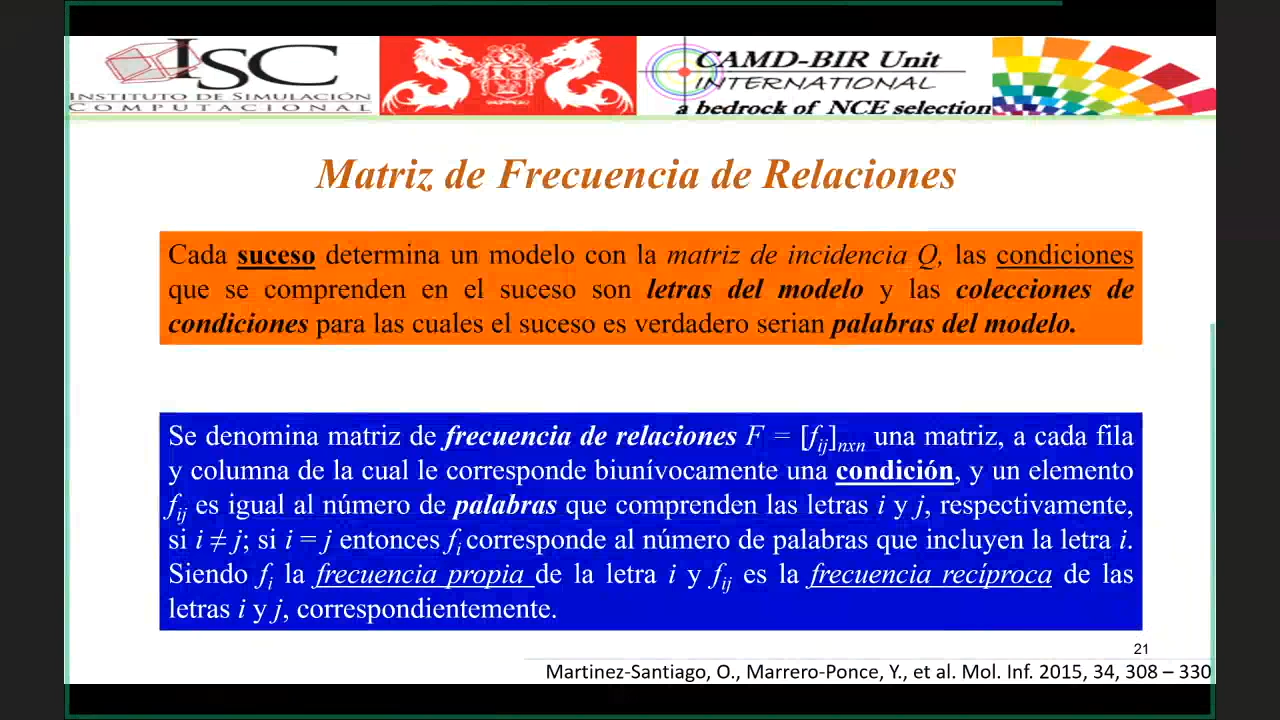 ISC
INSTITUTO DE SIMULACIÓN
COMPUTACIONAL
CAMD-BIR Unit
INTERNATIONAL
a bedrock of NCE selection
Matriz de Frecuencia de Relaciones
Cada suceso determina un modelo con la matriz de incidencia Q, las condiciones
que se comprenden en el suceso son letras del modelo y las colecciones de
condiciones para las cuales el suceso es verdadero serian palabras del modelo.
Se denomina matriz de frecuencia de relaciones F = [fij]nxn una matriz, a cada fila
y columna de la cual le corresponde biunívocamente una condición, y un elemento
fij es igual al número de palabras que comprenden las letras i y j, respectivamente,
si i ≠ j; si i = j entonces fi corresponde al número de palabras que incluyen la letra i.
Siendo fi la frecuencia propia de la letra i y fij es la frecuencia recíproca de las
letras i y j, correspondientemente.
21
Martinez-Santiago, O., Marrero-Ponce, Y., et al. Mol. Inf. 2015, 34, 308 – 330